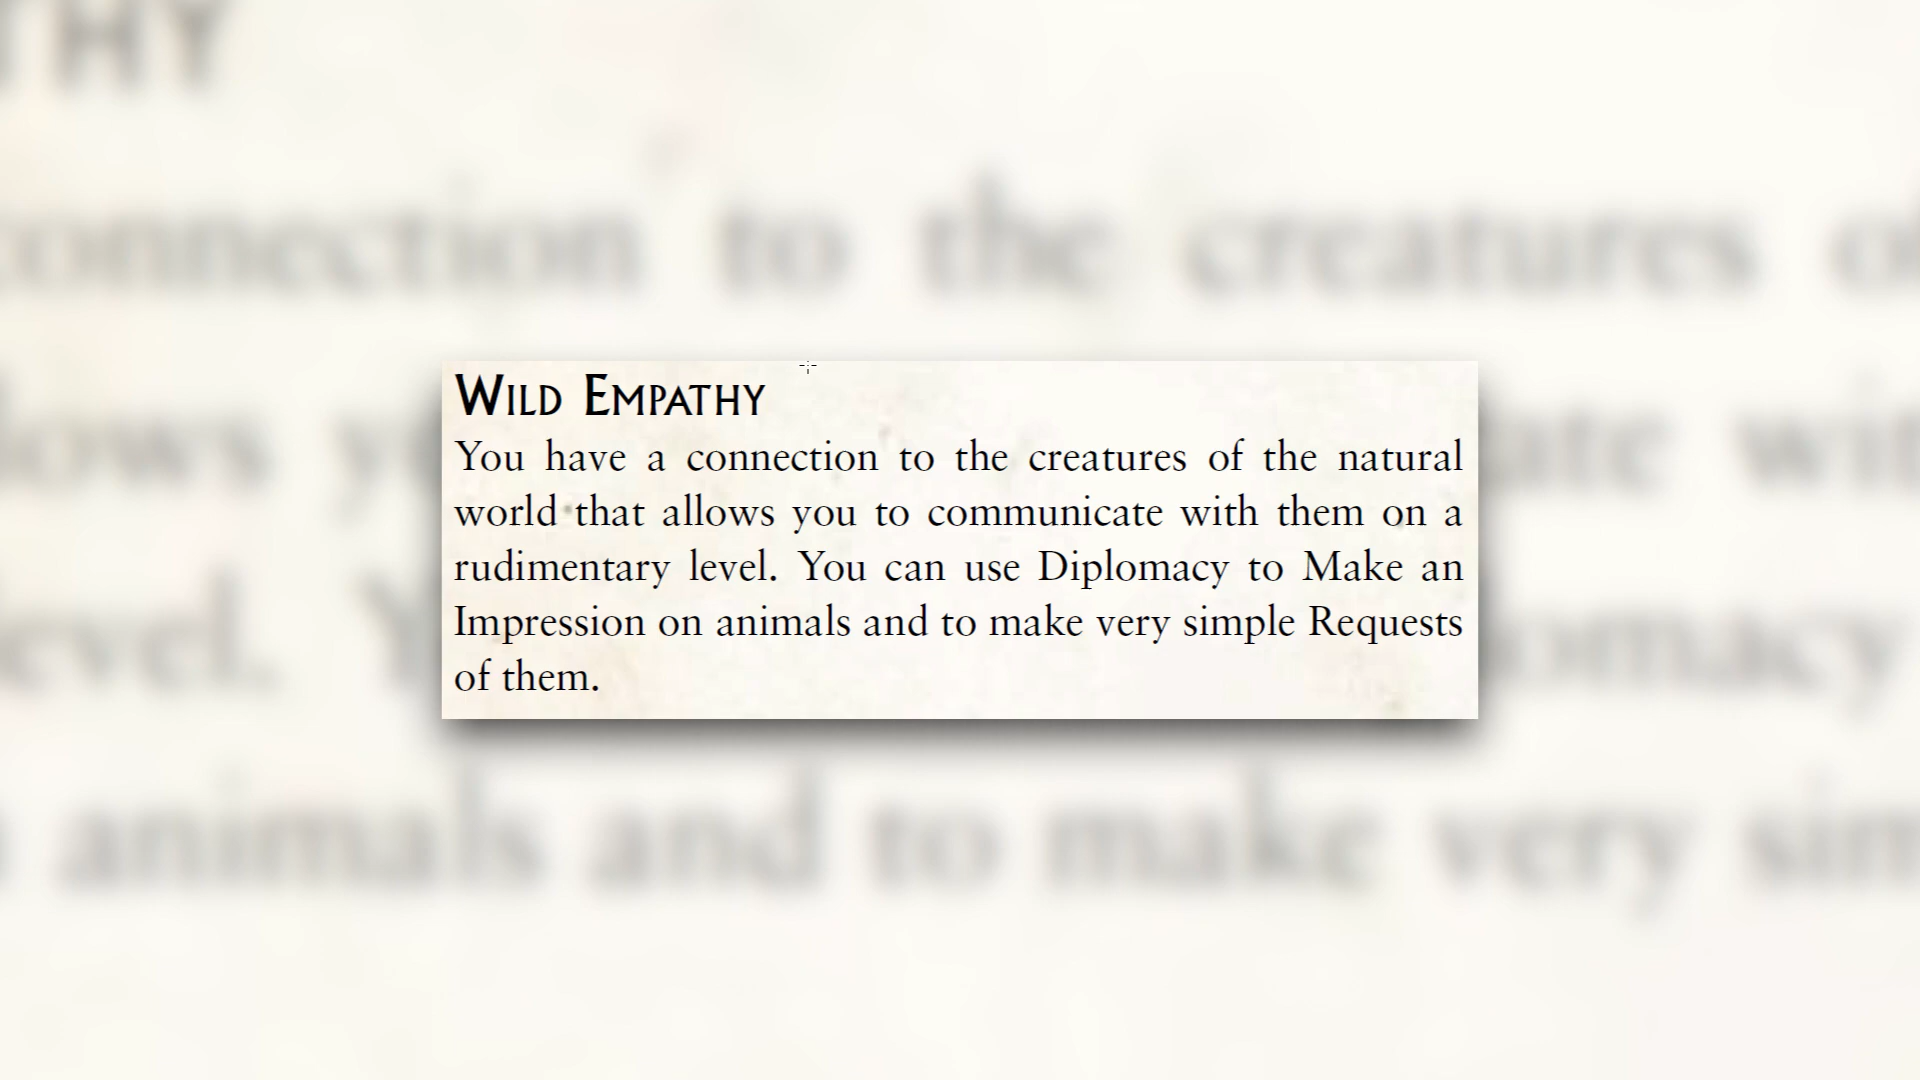 WILD EMPATHY
You have a connection to the creatures of the natural
world that allows you to communicate with them on a
rudimentary level. You can use Diplomacy to Make an
Impression on animals and to make very simple Requests
of them.